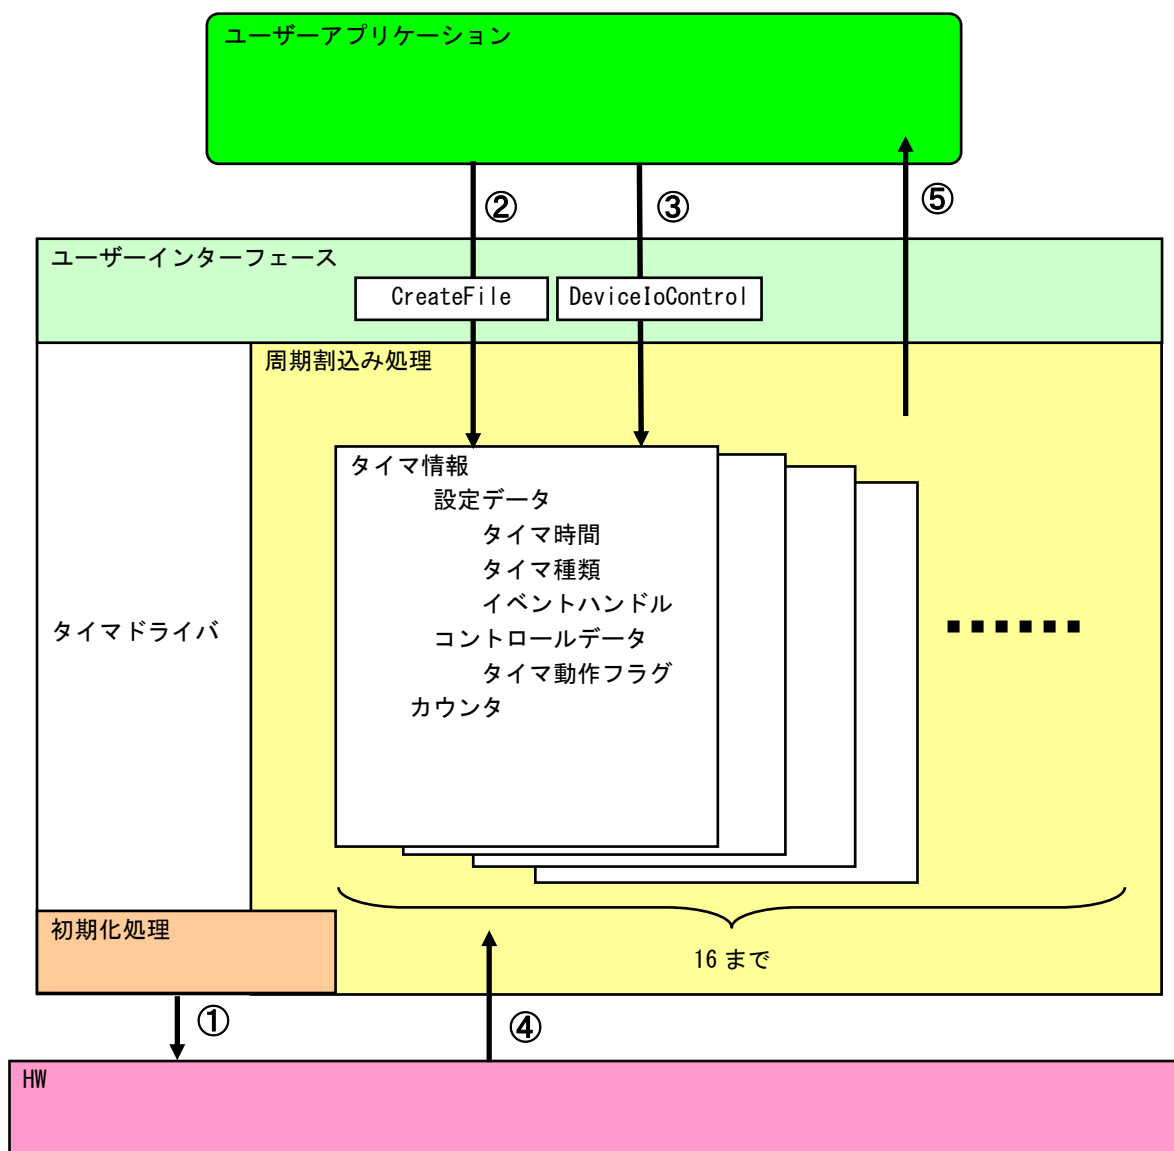 ユーザーアプリケーション
②
③
⑤
ユーザーインターフェース
CreateFile
DeviceIoControl
周期割込み処理
タイマ情報
設定データ
タイマ時間
タイマ種類
イベントハンドル
コントロールデータ
タイマ動作フラグ
カウンタ
タイマドライバ
初期化処理
16 まで
①
④
HW